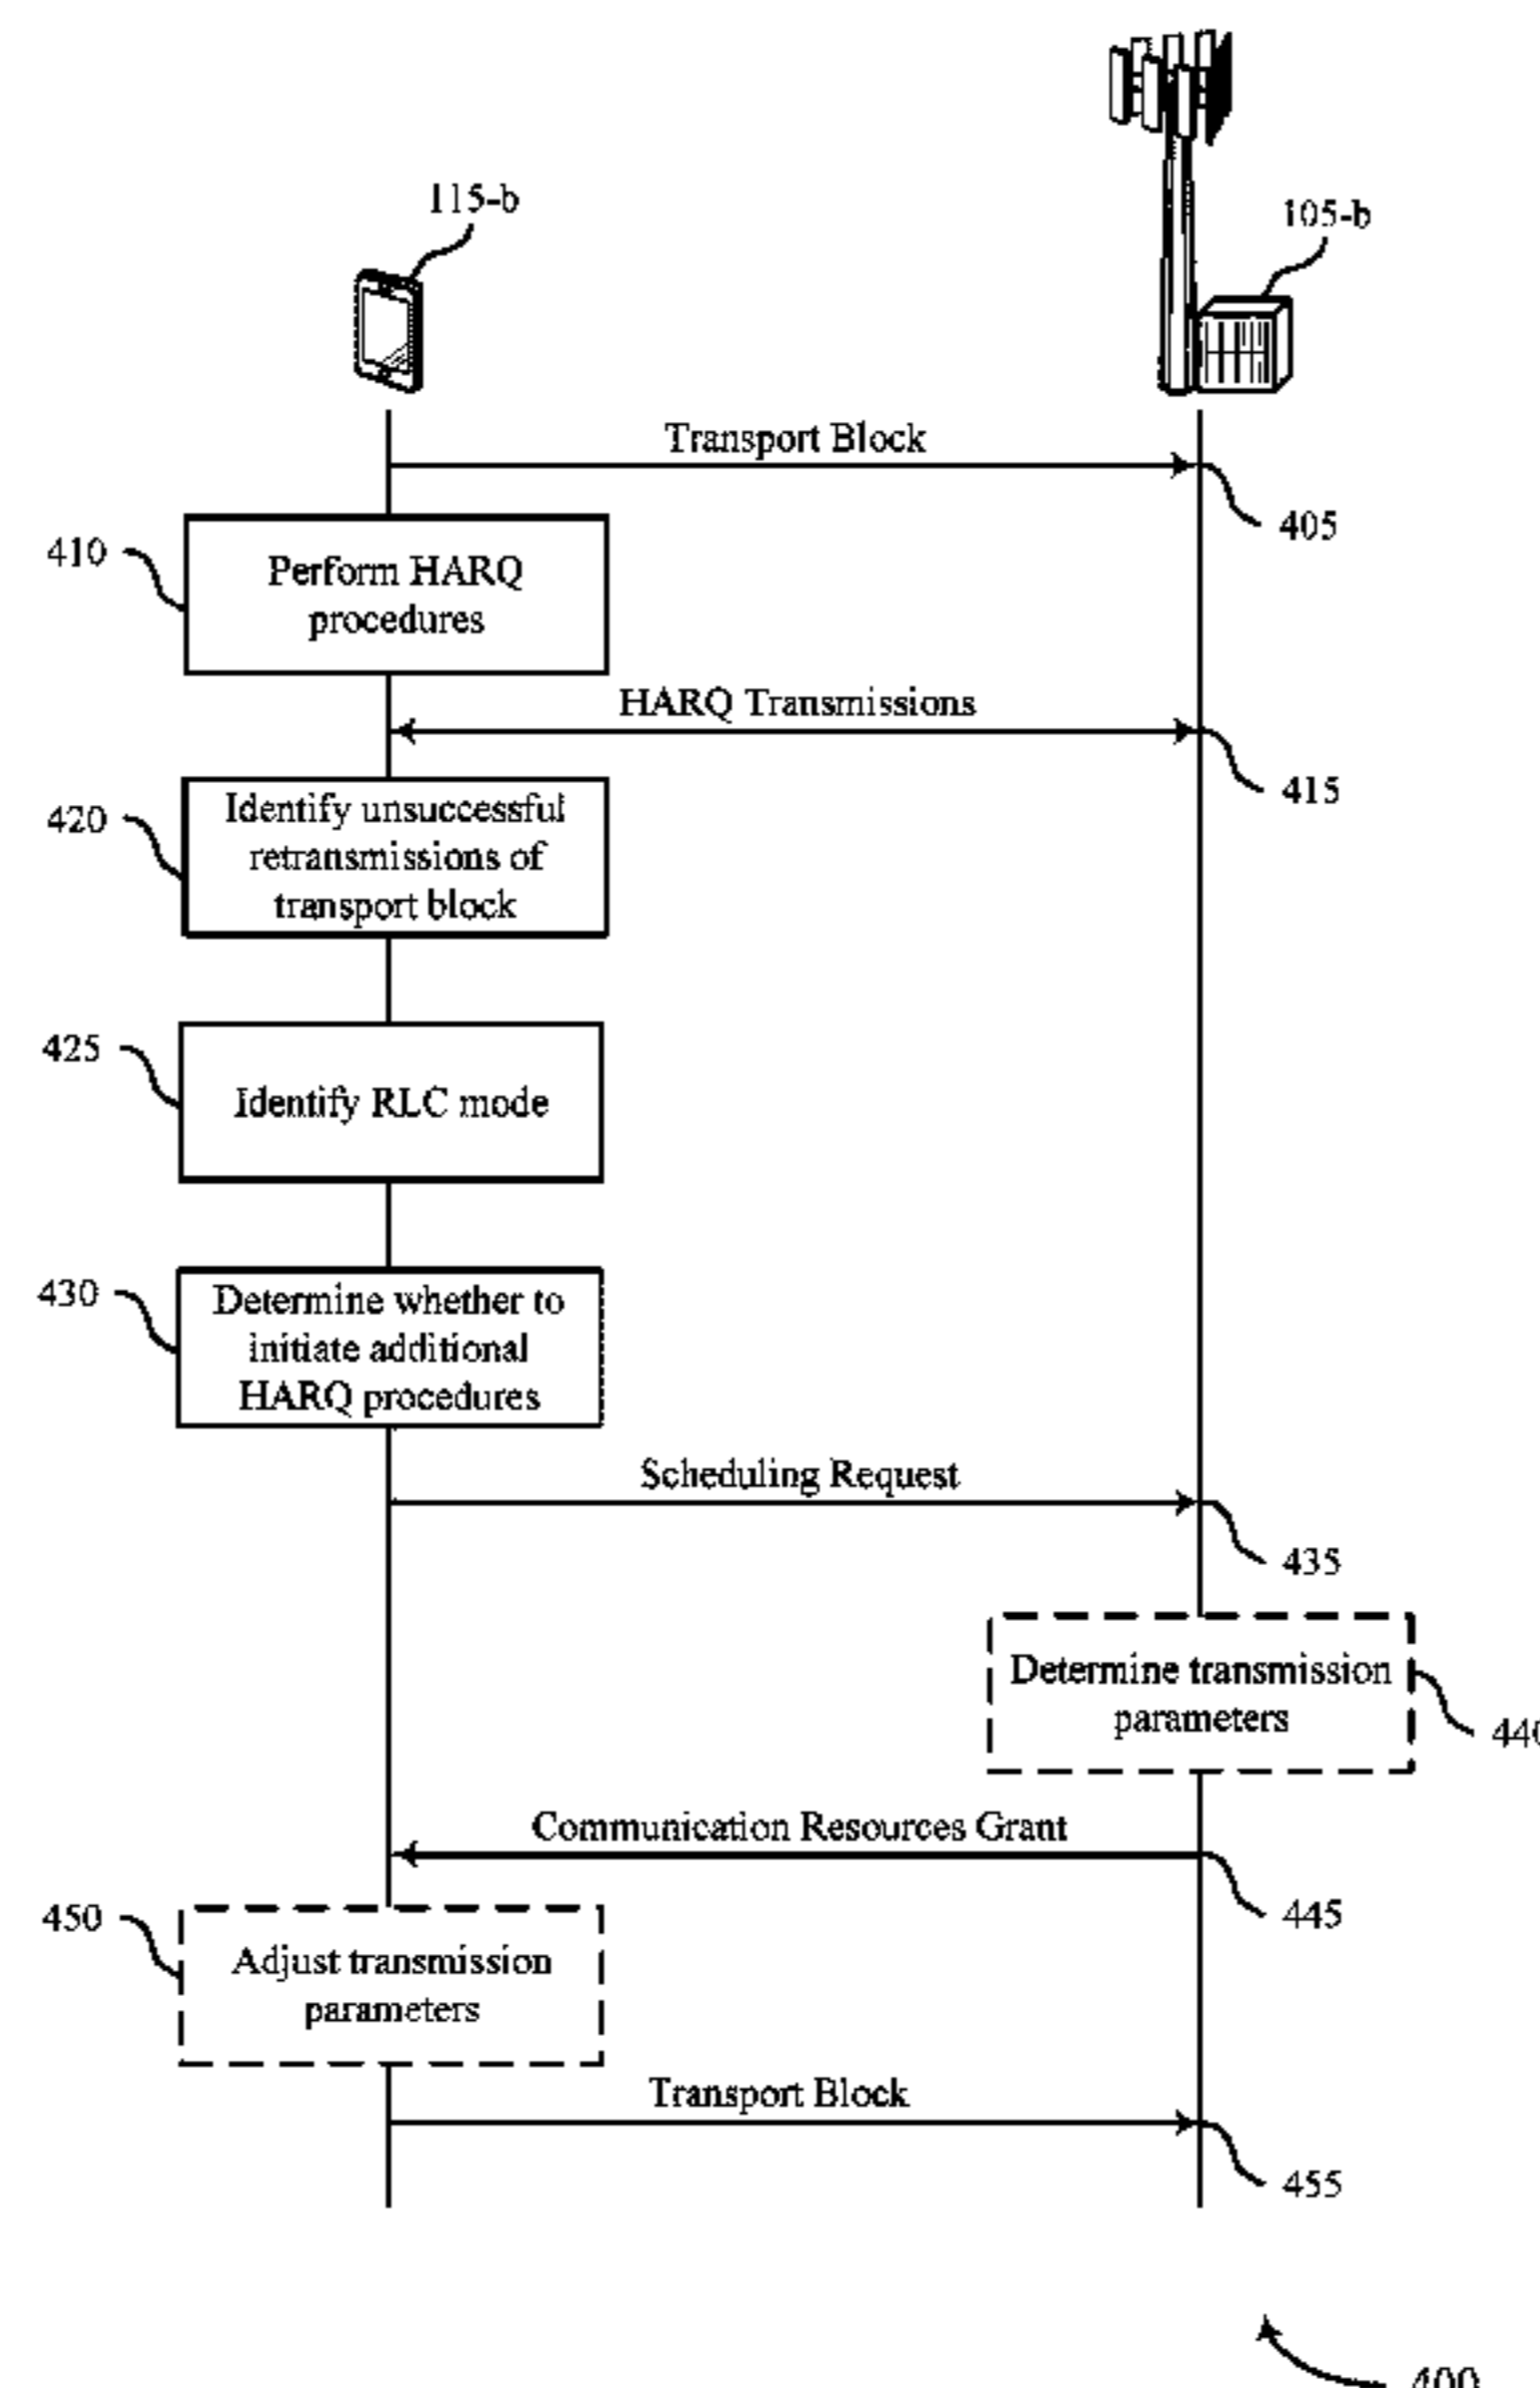 115-b
105-b
Transport Block
405
410
Perform HARQ
procedures
HARQ Transmissions
415
420
Identify unsuccessful
retransmissions of
transport block
425
Identify RLC mode
430
Determine whether to
initiate additional
HARQ procedures
Scheduling Request
435
Determine transmission
parameters
440
Communication Resources Grant
445
450
Adjust transmission
parameters
Transport Block
455
400